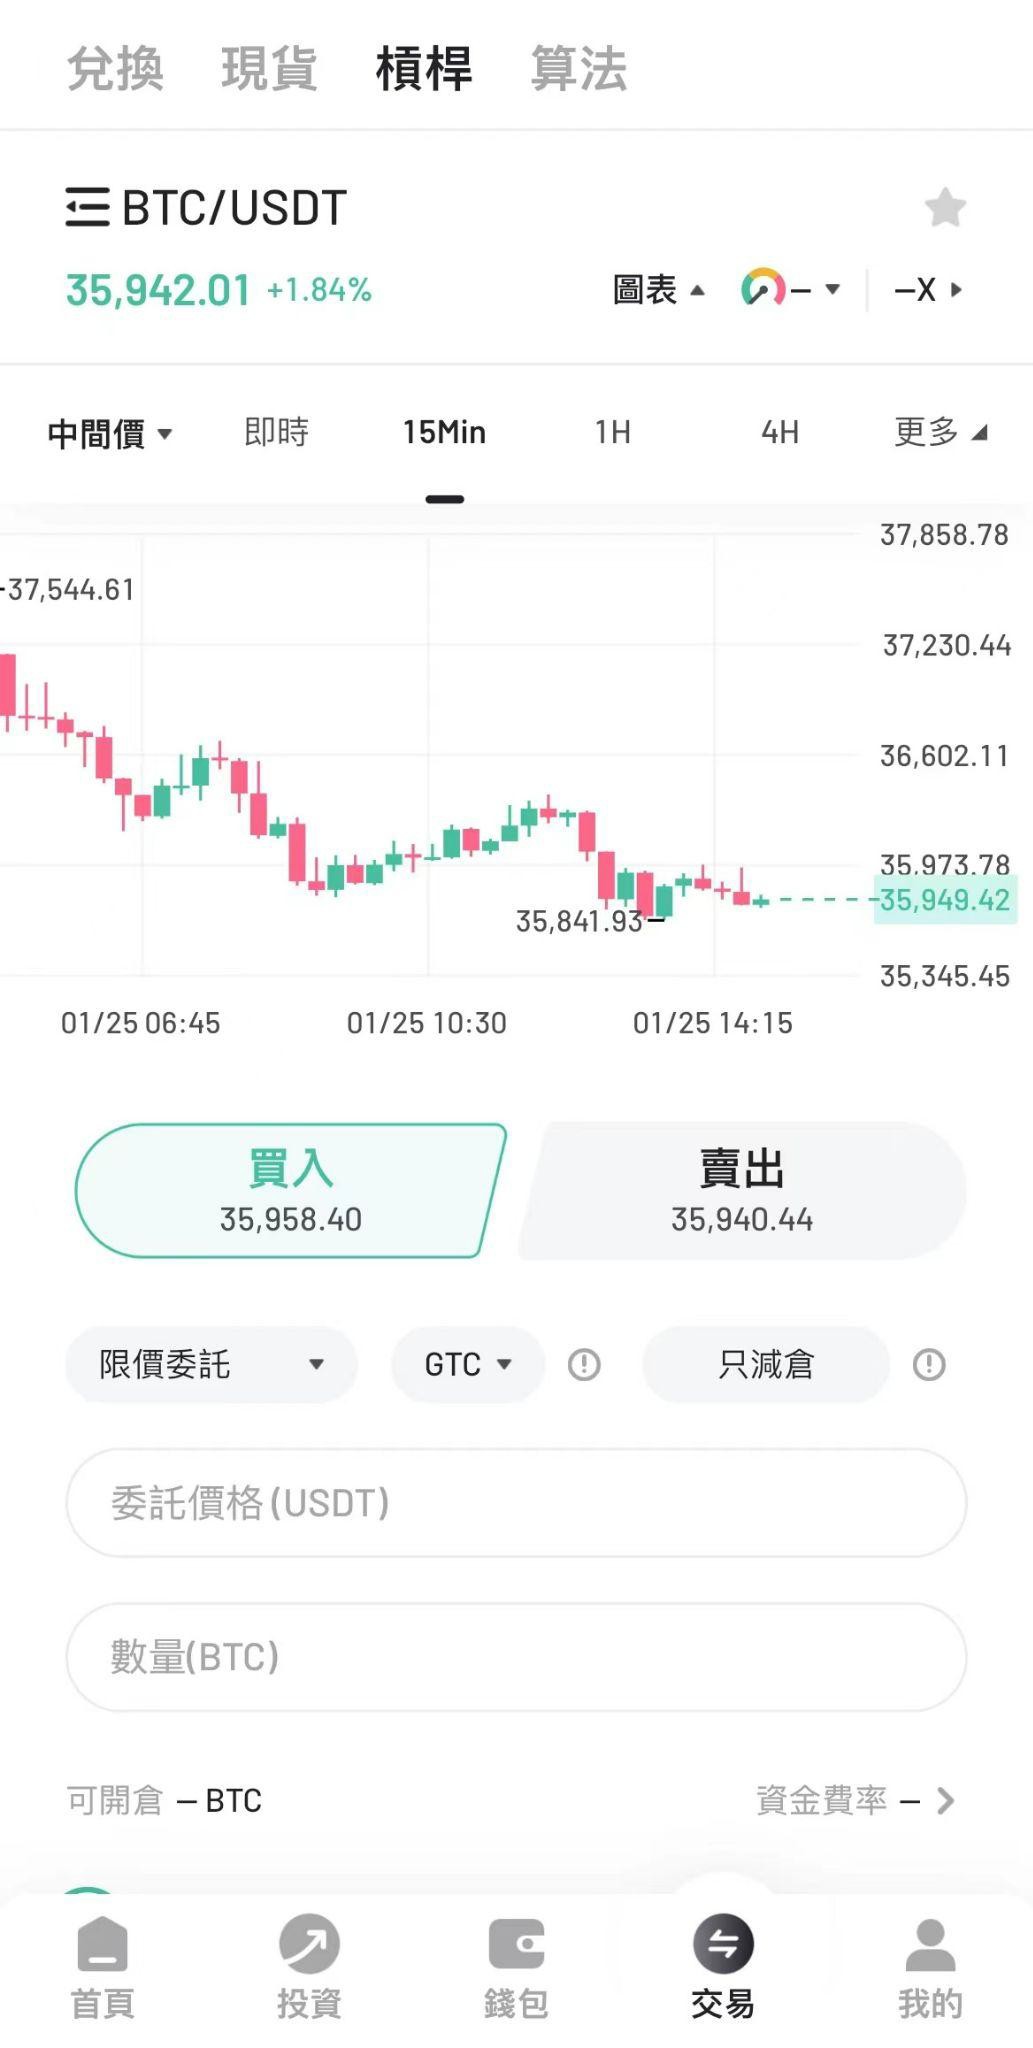 兌換 現貨 槓桿 算法
BTC/USDT
35,942.01 +1.84% 圖表 – –X
中間價 即時 15Min 1H 4H 更多
37,858.78
37,544.61
37,230.44
36,602.11
35,973.78
35,949.42
35,841.93
35,345.45
01/25 06:45 01/25 10:30 01/25 14:15
買入 賣出
35,958.40 35,940.44
限價委託 GTC 只減倉
委託價格(USDT)
數量(BTC)
可開倉 – BTC 資金費率 –
首頁 投資 錢包 交易 我的